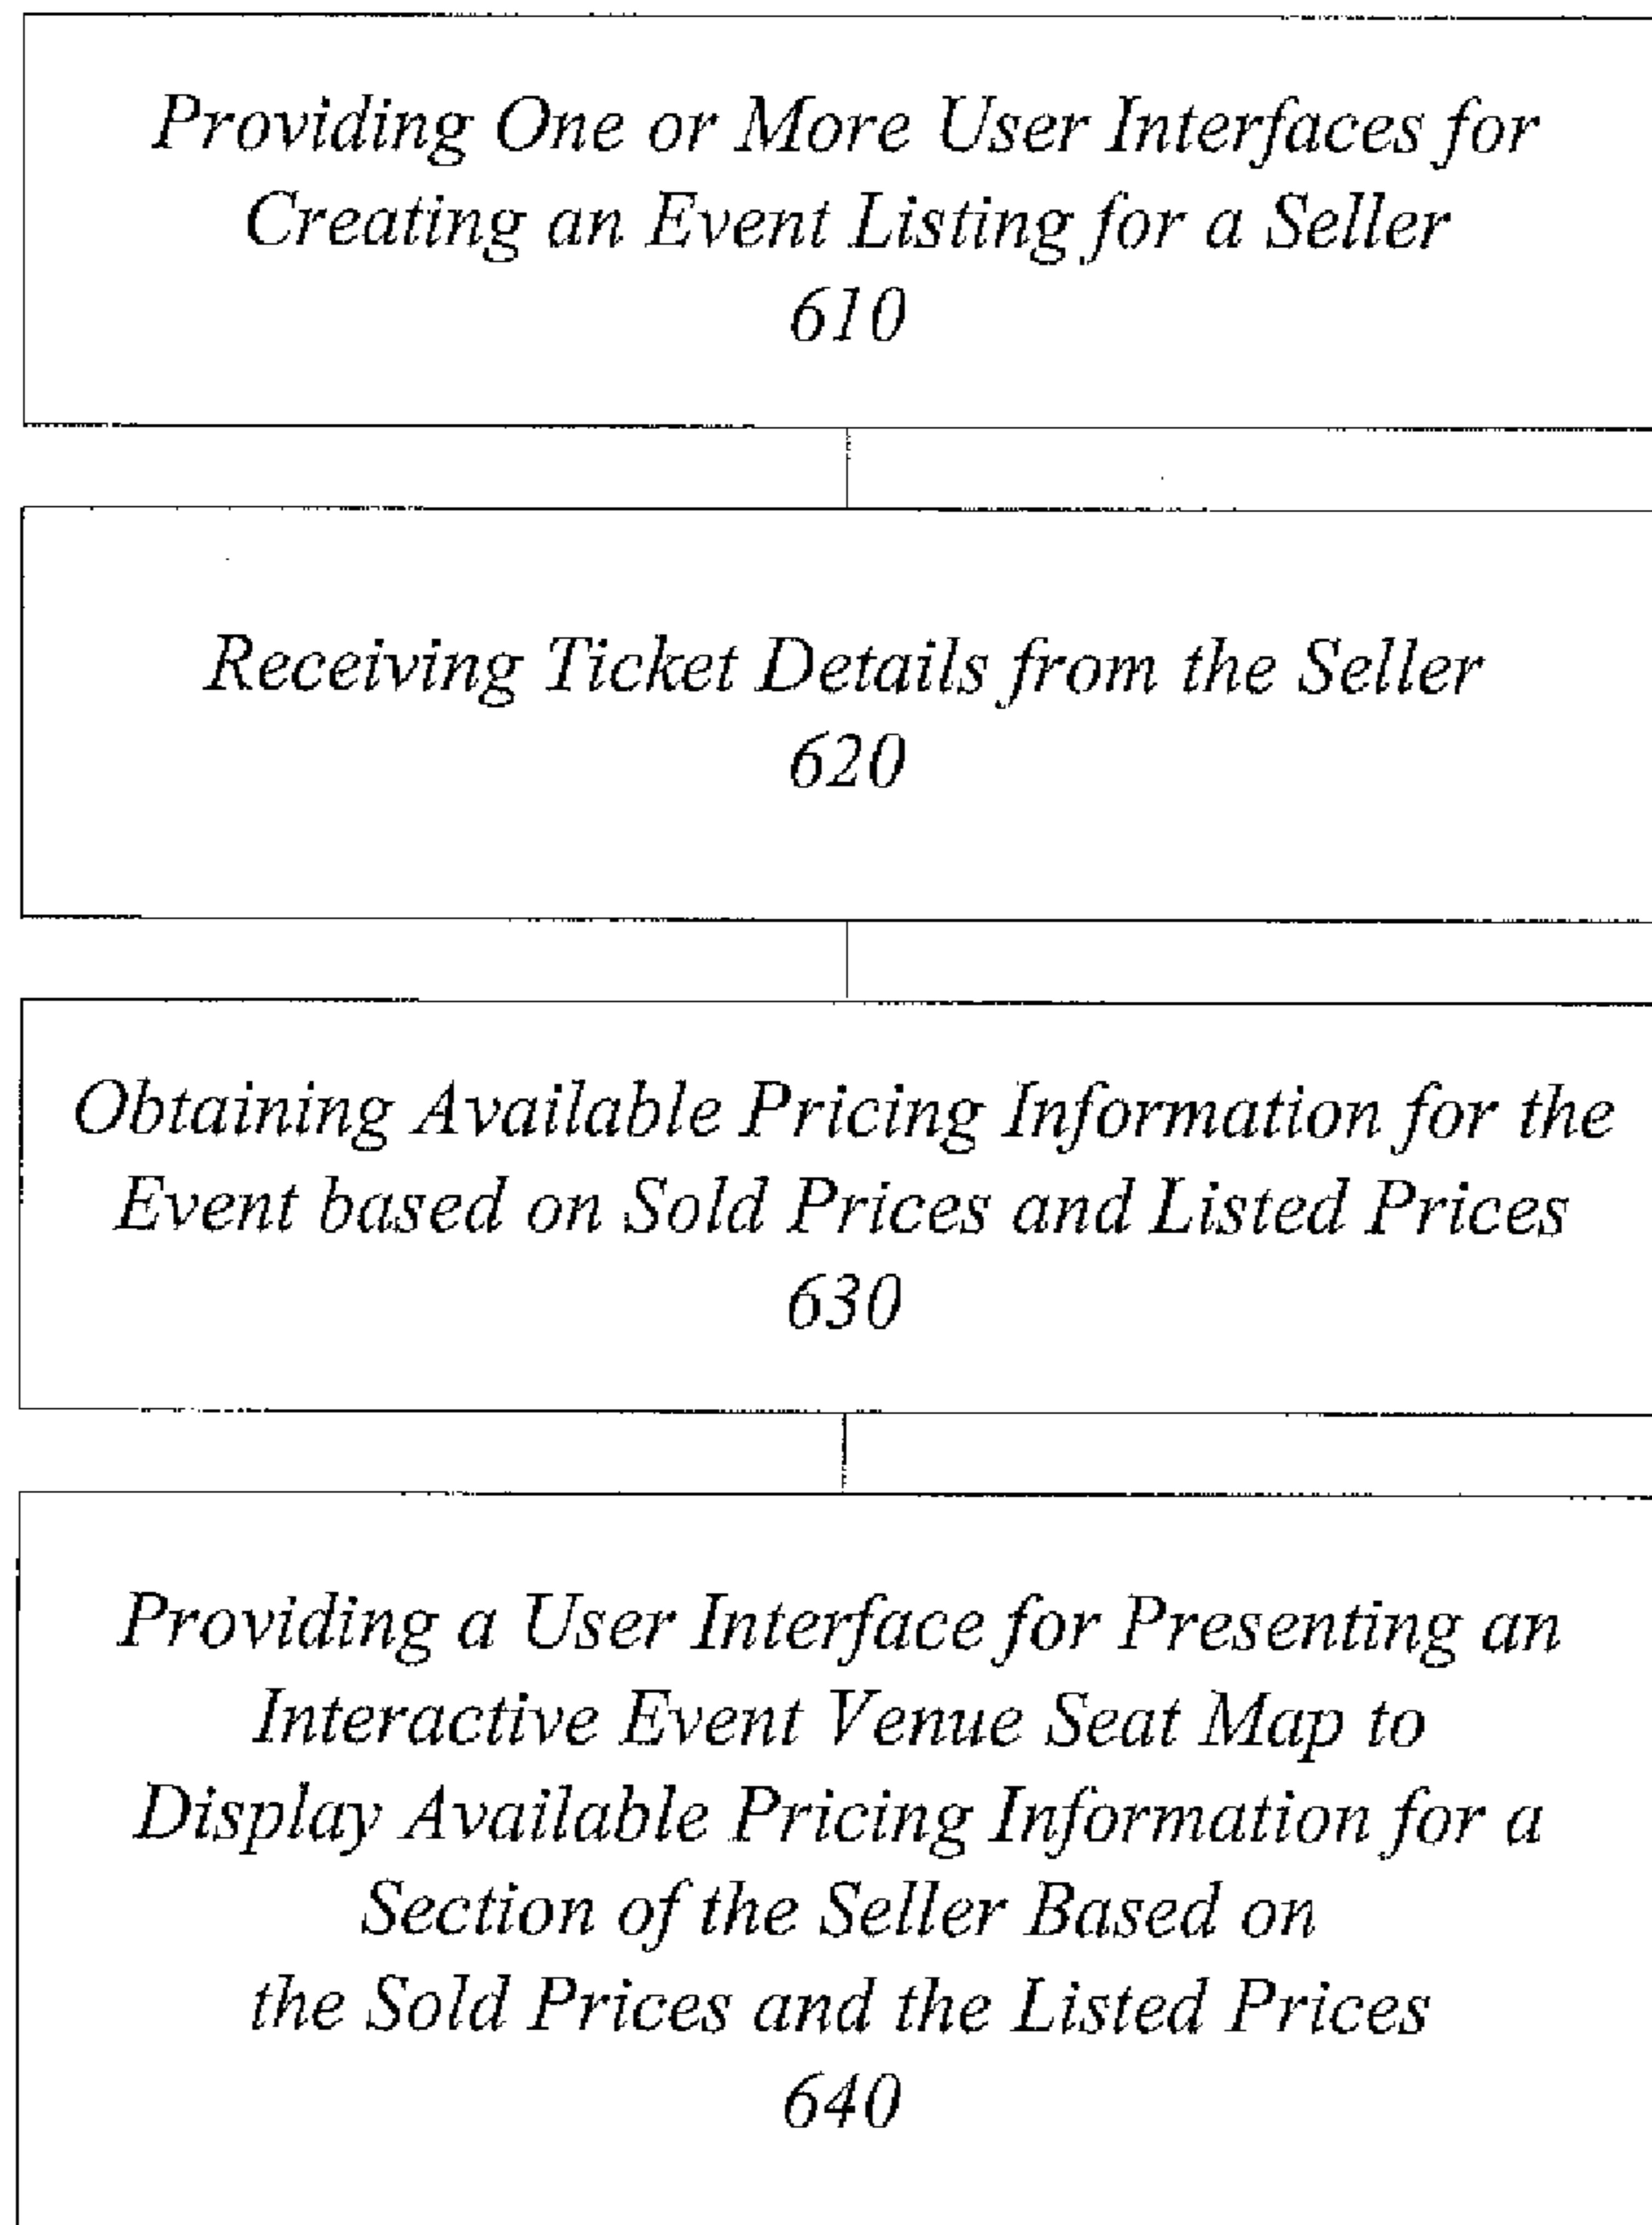 Providing One or More User Interfaces for
Creating an Event Listing for a Seller
610
Receiving Ticket Details from the Seller
620
Obtaining Available Pricing Information for the
Event based on Sold Prices and Listed Prices
630
Providing a User Interface for Presenting an
Interactive Event Venue Seat Map to
Display Available Pricing Information for a
Section of the Seller Based on
the Sold Prices and the Listed Prices
640